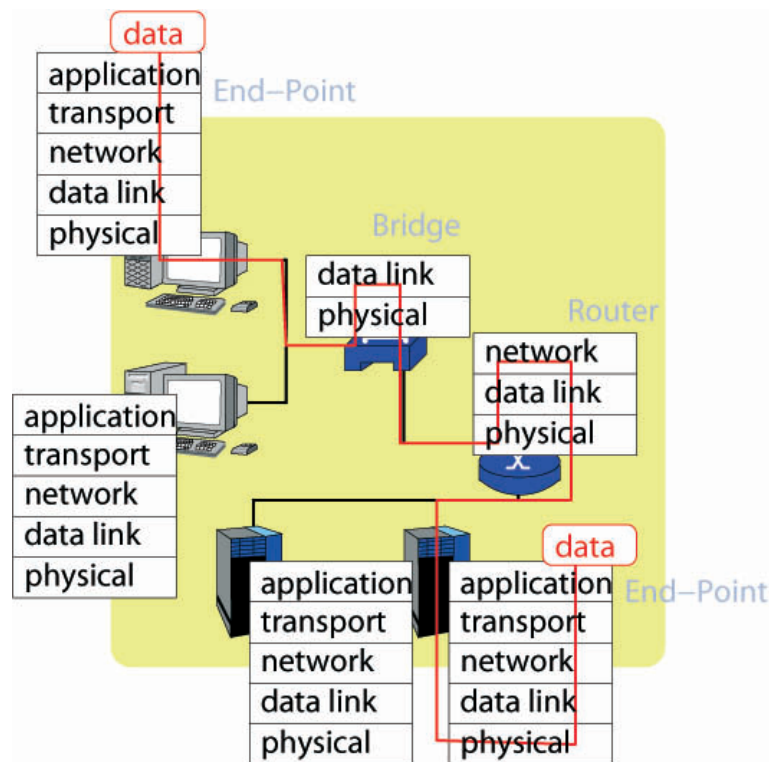 data
application
transport
network
data link
physical
End–Point
Bridge
data link
physical
Router
network
data link
physical
application
transport
network
data link
physical
application
transport
network
data link
physical
data
application
transport
network
data link
physical
End–Point